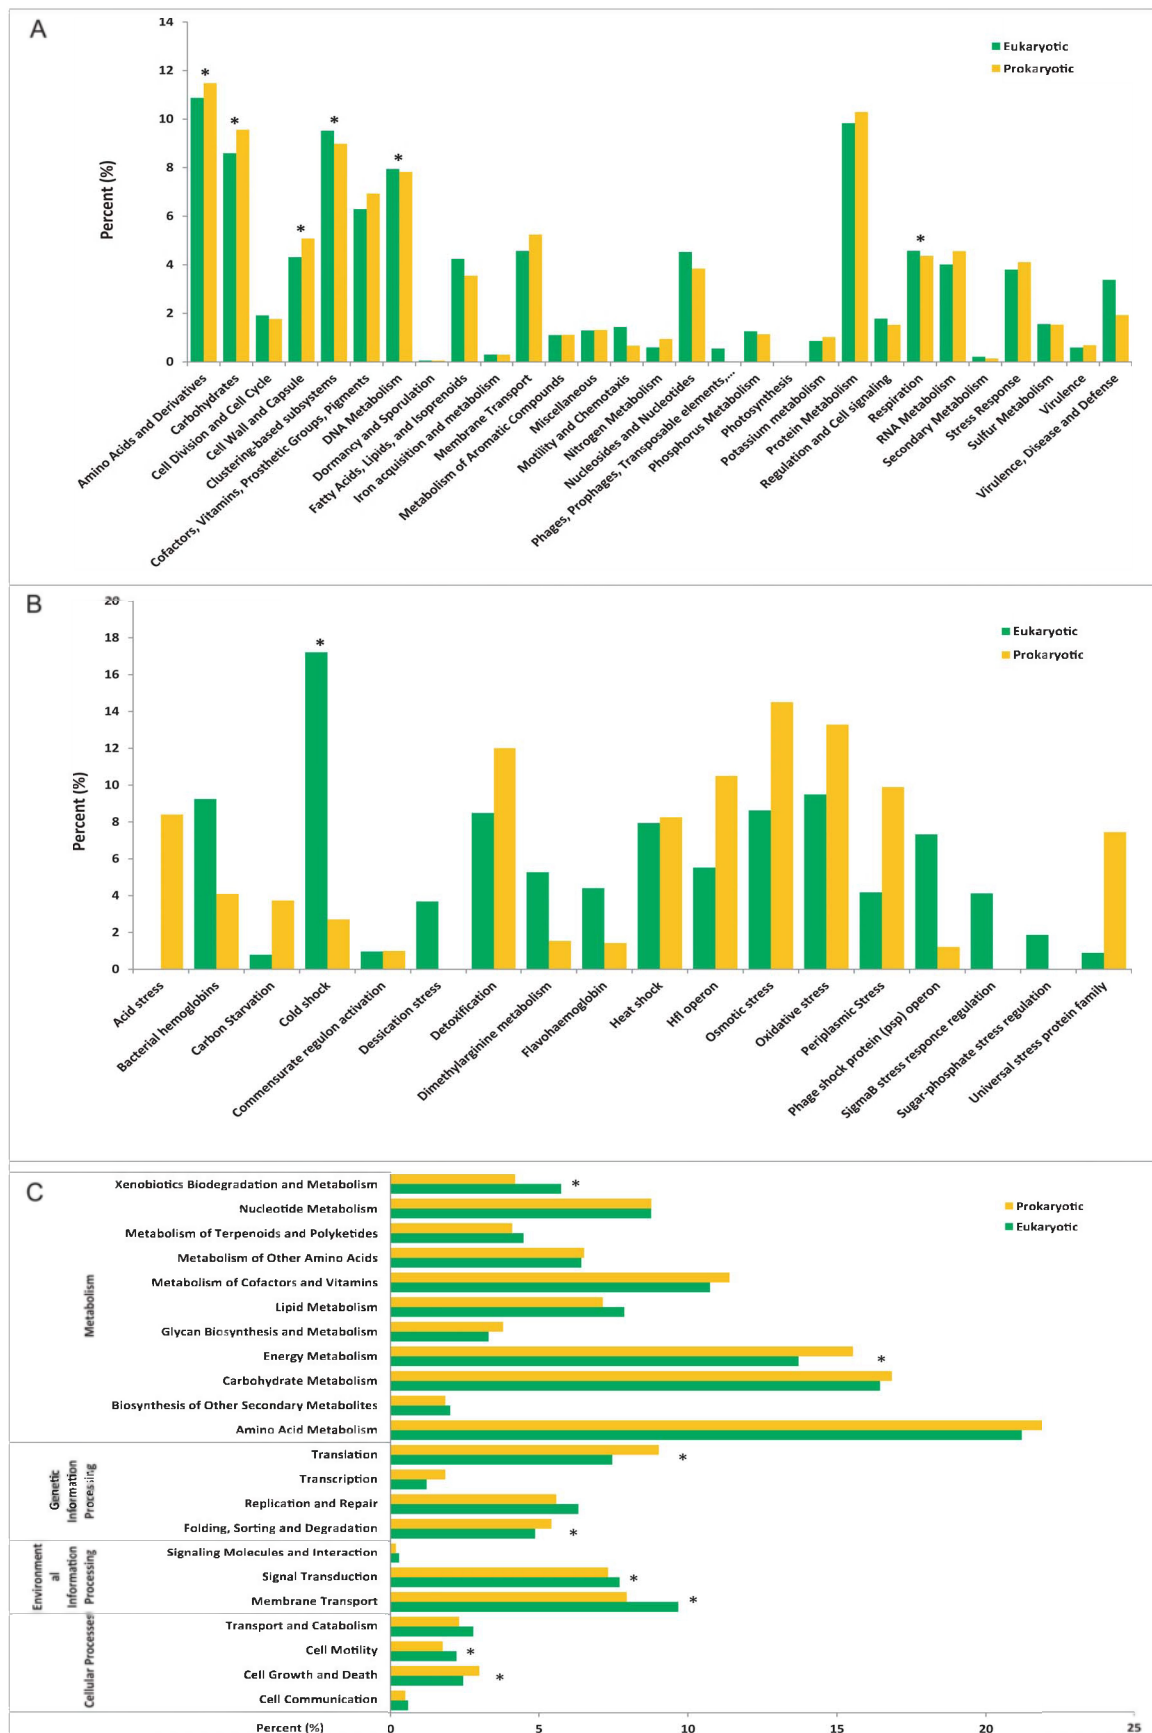 A
14
12
10
8
6
4
2
0
Percent (%)
Eukaryotic
Prokaryotic
*
*
*
*
*
*
Amino Acids and Derivatives
Carbohydrates
Cell Division and Cell Cycle
Cell Wall and Capsule
Clustering-based subsystems
Cofactors, Vitamins, Prosthetic Groups, Pigments
DNA Metabolism
Dormancy and Sporulation
Fatty Acids, Lipids, and Isoprenoids
Iron acquisition and metabolism
Membrane Transport
Metabolism of Aromatic Compounds
Miscellaneous
Motility and Chemotaxis
Nitrogen Metabolism
Nucleosides and Nucleotides
Phages, Prophages, Transposable elements,...
Phosphorus Metabolism
Photosynthesis
Potassium metabolism
Protein Metabolism
Regulation and Cell signaling
Respiration
RNA Metabolism
Secondary Metabolism
Stress Response
Sulfur Metabolism
Virulence
Virulence, Disease and Defense
B
20
18
16
14
12
10
8
6
4
2
0
Percent (%)
Eukaryotic
Prokaryotic
*
Acid stress
Bacterial hemoglobins
Carbon Starvation
Cold shock
Commensurate regulon activation
Dessication stress
Detoxification
Dimethylarginine metabolism
Flavohaemoglobin
Heat shock
Hfl operon
Osmotic stress
Oxidative stress
Periplasmic Stress
Phage shock protein (psp) operon
SigmaB stress responce regulation
Sugar-phosphate stress regulation
Universal stress protein family
C
Prokaryotic
Eukaryotic
Metabolism
Xenobiotics Biodegradation and Metabolism *
Nucleotide Metabolism
Metabolism of Terpenoids and Polyketides
Metabolism of Other Amino Acids
Metabolism of Cofactors and Vitamins
Lipid Metabolism
Glycan Biosynthesis and Metabolism
Energy Metabolism *
Carbohydrate Metabolism
Biosynthesis of Other Secondary Metabolites
Amino Acid Metabolism
Genetic
Information
Processing
Translation *
Transcription
Replication and Repair
Folding, Sorting and Degradation *
Environment
al
Information
Processing
Signaling Molecules and Interaction
Signal Transduction *
Membrane Transport *
Cellular Processes
Transport and Catabolism
Cell Motility *
Cell Growth and Death *
Cell Communication
Percent (%) 0 5 10 15 20 25